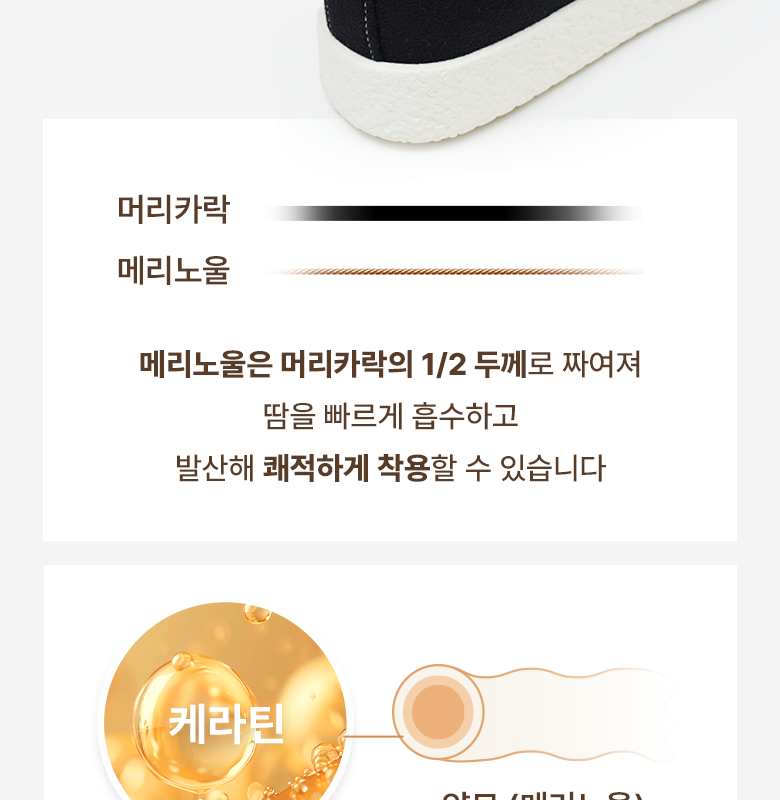 머리카락
메리노울
메리노울은 머리카락의 1/2 두께로 짜여져
땀을 빠르게 흡수하고
발산해 쾌적하게 착용할 수 있습니다
케라틴